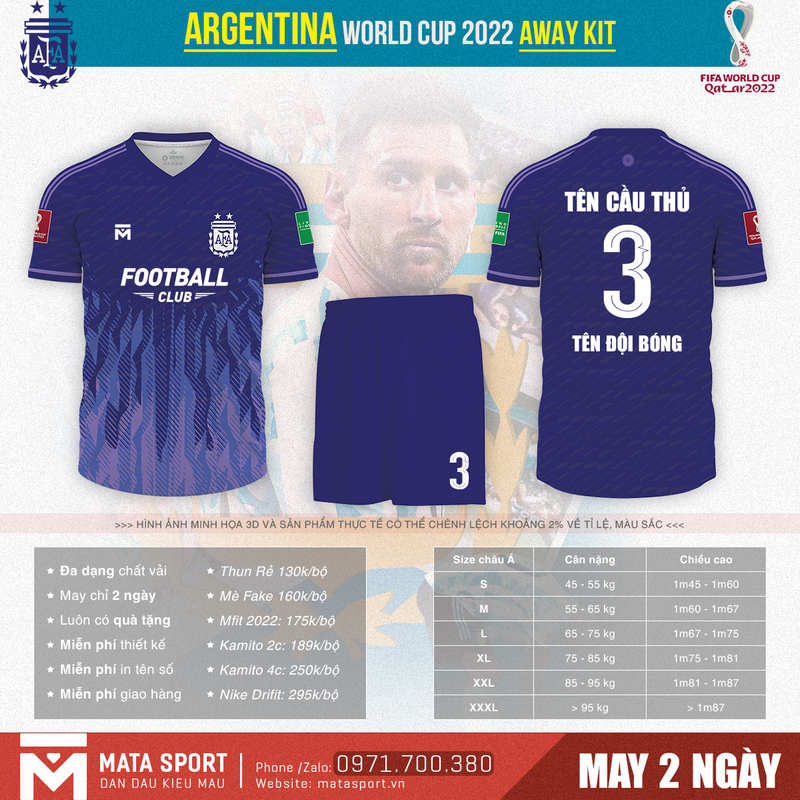 ARGENTINA WORLD CUP 2022 AWAY KIT
AFA
FIFA WORLD CUP
Qatar2022
AFA
FOOTBALL
CLUB
FIFA
TÊN CẦU THỦ
3
TÊN ĐỘI BÓNG
3
>>> HÌNH ẢNH MINH HỌA 3D VÀ SẢN PHẨM THỰC TẾ CÓ THỂ CHÊNH LỆCH KHOẢNG 2% VỀ TỈ LỆ, MÀU SẮC <<<
Đa dạng chất vải
May chỉ 2 ngày
Luôn có quà tặng
Miễn phí thiết kế
Miễn phí in tên số
Miễn phí giao hàng
Thun Rẻ 130k/bộ
Mè Fake 160k/bộ
Mfit 2022: 175k/bộ
Kamito 2c: 189k/bộ
Kamito 4c: 250k/bộ
Nike Drifit: 295k/bộ
Size châu Á Cân nặng Chiều cao
S 45 - 55 kg 1m45 - 1m60
M 55 - 65 kg 1m60 - 1m67
L 65 - 75 kg 1m67 - 1m75
XL 75 - 85 kg 1m75 - 1m81
XXL 85 - 95 kg 1m81 - 1m87
XXXL > 95 kg > 1m87
MATA SPORT
DAN DAU KIEU MAU
Phone /Zalo: 0971.700.380
Website: matasport.vn
MAY 2 NGÀY